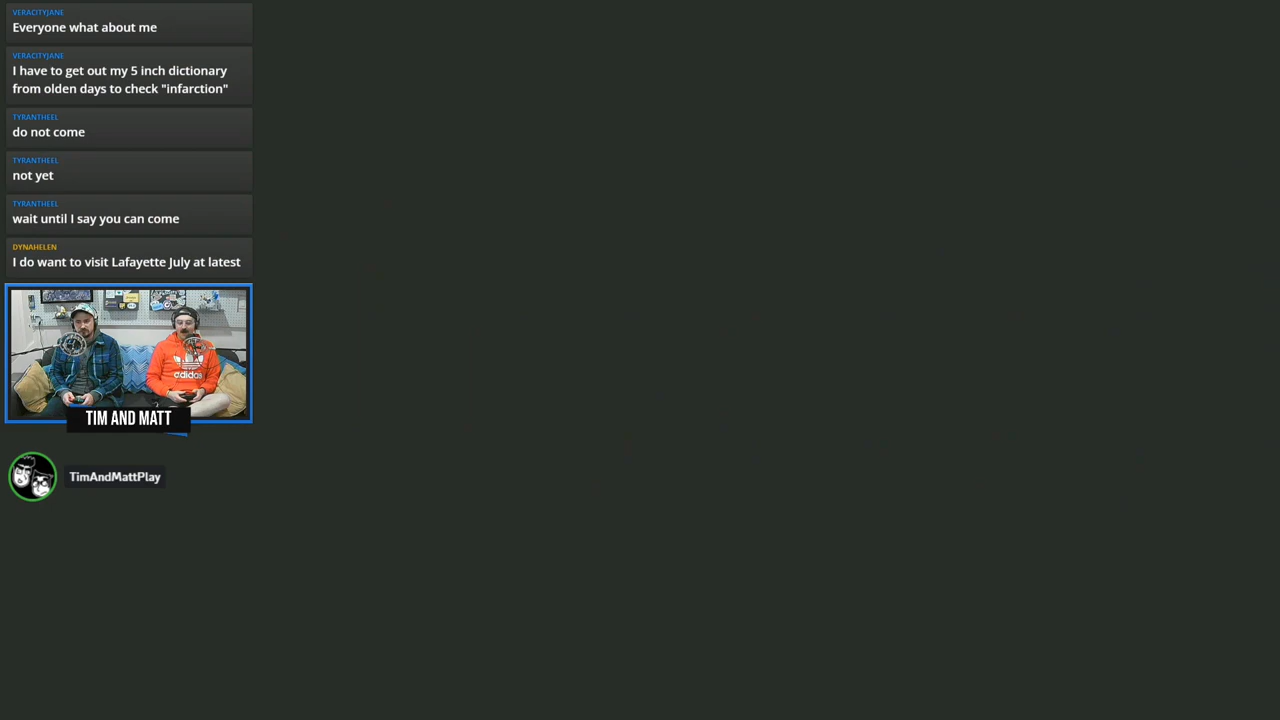 VERACITYJANE
Everyone what about me
VERACITYJANE
I have to get out my 5 inch dictionary
from olden days to check "infarction"
TYRANTHEEL
do not come
TYRANTHEEL
not yet
TYRANTHEEL
wait until I say you can come
DYNAHELEN
I do want to visit Lafayette July at latest
adidas
TIM AND MATT
TimAndMattPlay